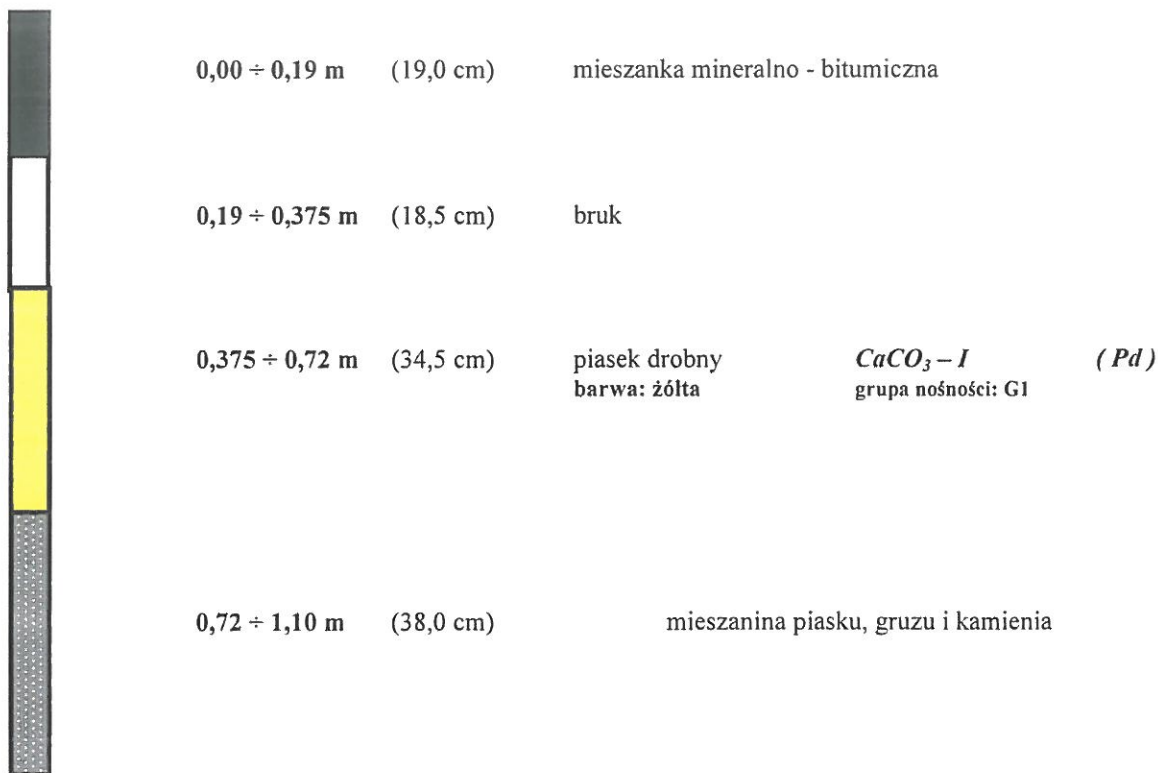 0,00 ÷ 0,19 m (19,0 cm) mieszanka mineralno - bitumiczna
0,19 ÷ 0,375 m (18,5 cm) bruk
0,375 ÷ 0,72 m (34,5 cm) piasek drobny CaCO₃ – I ( Pd )
barwa: żółta grupa nośności: G1
0,72 ÷ 1,10 m (38,0 cm) mieszanina piasku, gruzu i kamienia